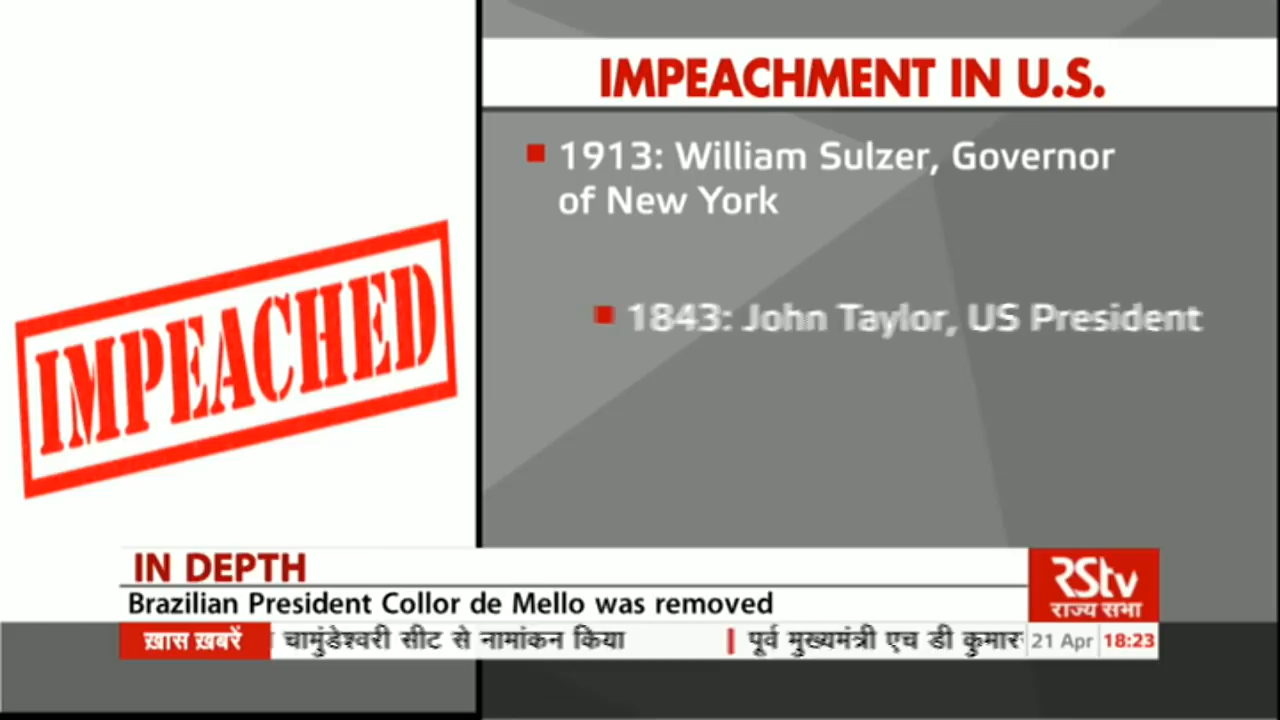 IMPEACHMENT IN U.S.
1913: William Sulzer, Governor
of New York
1843: John Taylor, US President
IMPEACHED
IN DEPTH
Brazilian President Collor de Mello was removed
RStv
राज्य सभा
ख़ास ख़बरें
चामुंडेश्वरी सीट से नामांकन किया
पूर्व मुख्यमंत्री एच डी कुमार
21 Apr
18:23